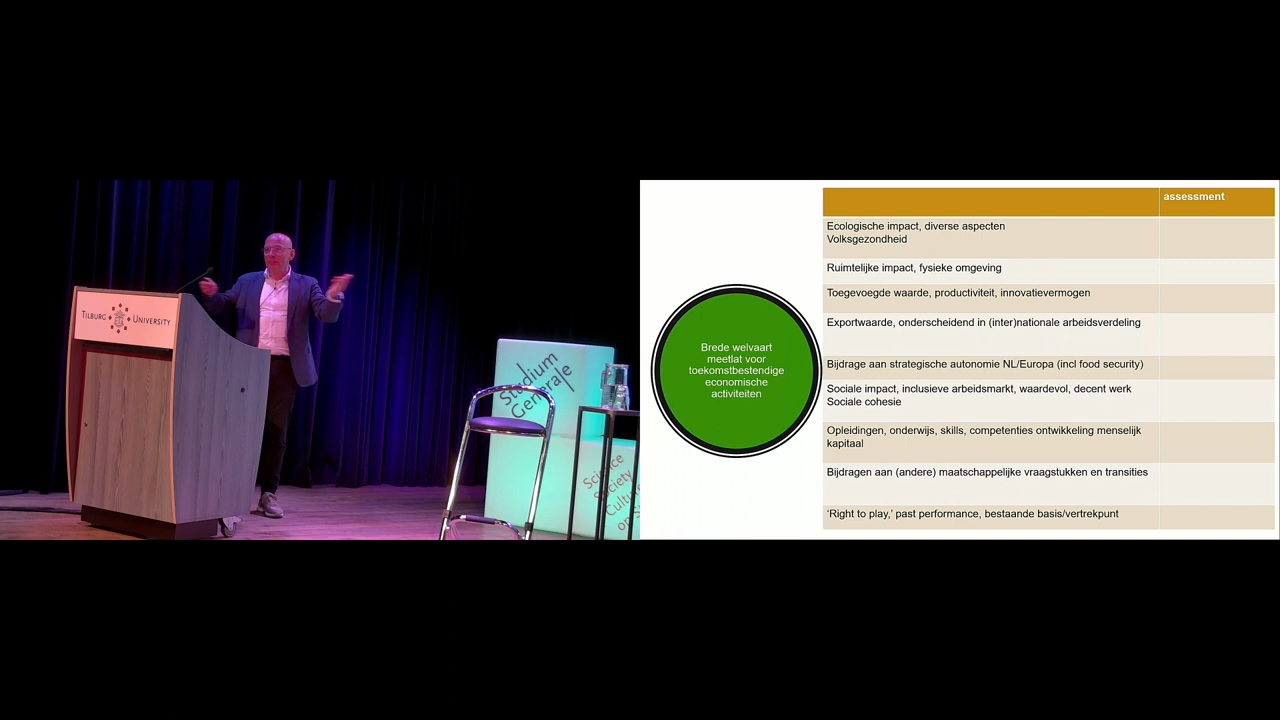 TILBURG UNIVERSITY
Studium
Generale
Science
Society
Cultu
on S
assessment
Ecologische impact, diverse aspecten
Volksgezondheid
Ruimtelijke impact, fysieke omgeving
Toegevoegde waarde, productiviteit, innovatievermogen
Exportwaarde, onderscheidend in (inter)nationale arbeidsverdeling
Bijdrage aan strategische autonomie NL/Europa (incl food security)
Sociale impact, inclusieve arbeidsmarkt, waardevol, decent werk
Sociale cohesie
Opleidingen, onderwijs, skills, competenties ontwikkeling menselijk
kapitaal
Bijdragen aan (andere) maatschappelijke vraagstukken en transities
‘Right to play,’ past performance, bestaande basis/vertrekpunt
Brede welvaart
meetlat voor
toekomstbestendige
economische
activiteiten